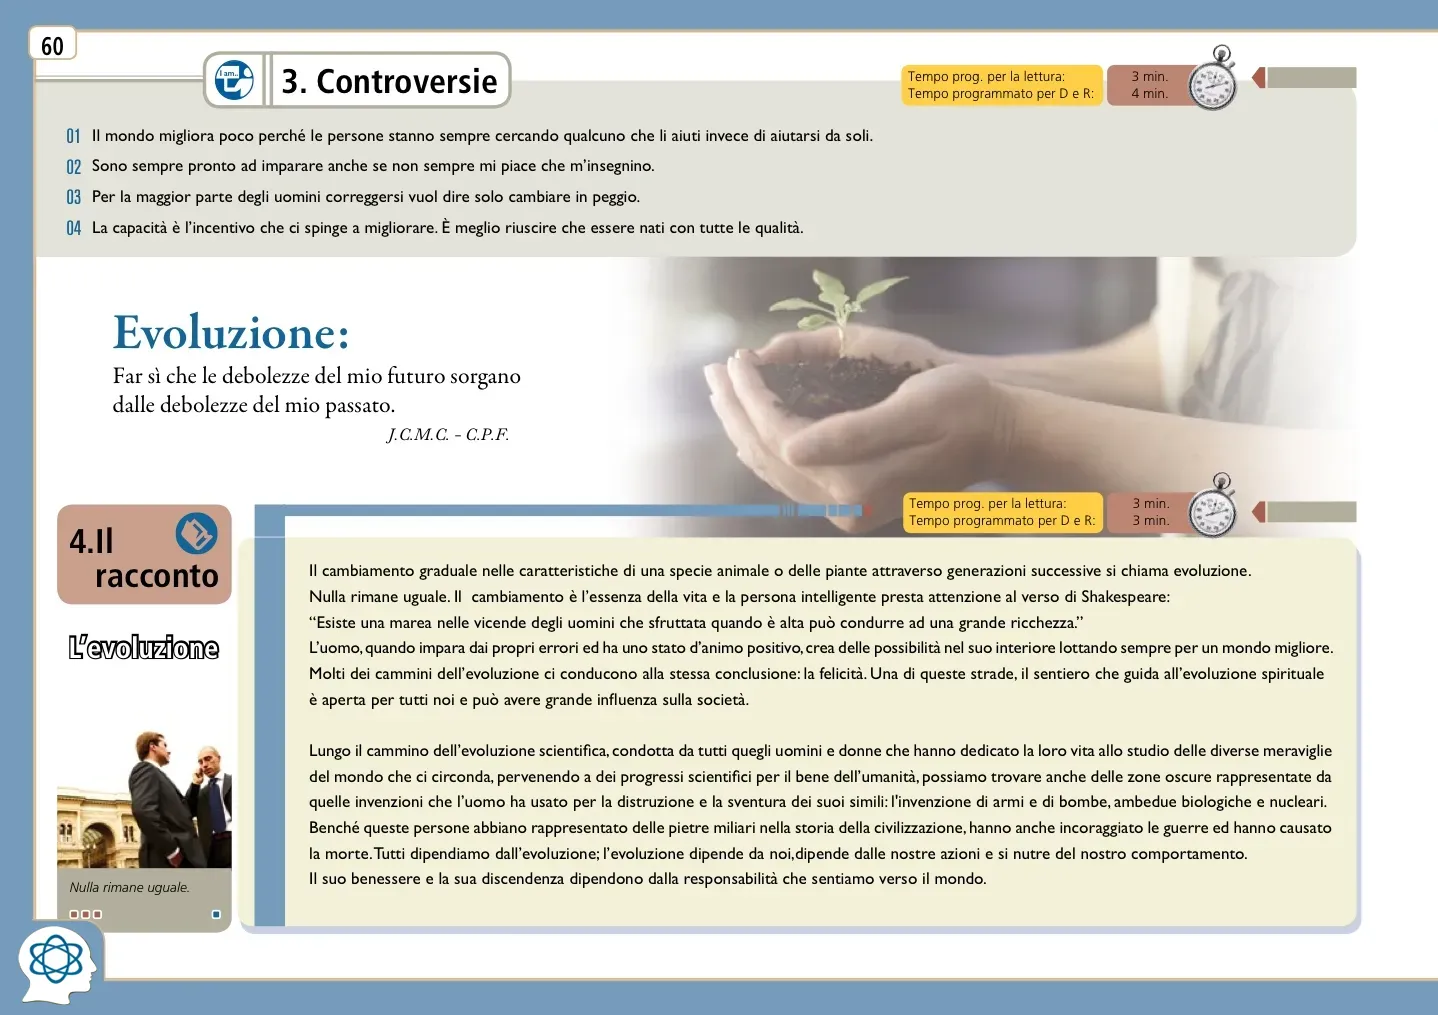 60
I am...
3. Controversie
Tempo prog. per la lettura: 3 min.
Tempo programmato per D e R: 4 min.
01 Il mondo migliora poco perché le persone stanno sempre cercando qualcuno che li aiuti invece di aiutarsi da soli.
02 Sono sempre pronto ad imparare anche se non sempre mi piace che m’insegnino.
03 Per la maggior parte degli uomini correggersi vuol dire solo cambiare in peggio.
04 La capacità è l’incentivo che ci spinge a migliorare. È meglio riuscire che essere nati con tutte le qualità.
Evoluzione:
Far sì che le debolezze del mio futuro sorgano
dalle debolezze del mio passato.
J.C.M.C. – C.P.F.
Tempo prog. per la lettura: 3 min.
Tempo programmato per D e R: 3 min.
4.Il
racconto
L’evoluzione
Nulla rimane uguale.
Il cambiamento graduale nelle caratteristiche di una specie animale o delle piante attraverso generazioni successive si chiama evoluzione.
Nulla rimane uguale. Il  cambiamento è l’essenza della vita e la persona intelligente presta attenzione al verso di Shakespeare:
“Esiste una marea nelle vicende degli uomini che sfruttata quando è alta può condurre ad una grande ricchezza.”
L’uomo, quando impara dai propri errori ed ha uno stato d’animo positivo, crea delle possibilità nel suo interiore lottando sempre per un mondo migliore.
Molti dei cammini dell’evoluzione ci conducono alla stessa conclusione: la felicità. Una di queste strade, il sentiero che guida all’evoluzione spirituale
è aperta per tutti noi e può avere grande influenza sulla società.
Lungo il cammino dell’evoluzione scientifica, condotta da tutti quegli uomini e donne che hanno dedicato la loro vita allo studio delle diverse meraviglie
del mondo che ci circonda, pervenendo a dei progressi scientifici per il bene dell’umanità, possiamo trovare anche delle zone oscure rappresentate da
quelle invenzioni che l’uomo ha usato per la distruzione e la sventura dei suoi simili: l'invenzione di armi e di bombe, ambedue biologiche e nucleari.
Benché queste persone abbiano rappresentato delle pietre miliari nella storia della civilizzazione, hanno anche incoraggiato le guerre ed hanno causato
la morte. Tutti dipendiamo dall’evoluzione; l’evoluzione dipende da noi,dipende dalle nostre azioni e si nutre del nostro comportamento.
Il suo benessere e la sua discendenza dipendono dalla responsabilità che sentiamo verso il mondo.